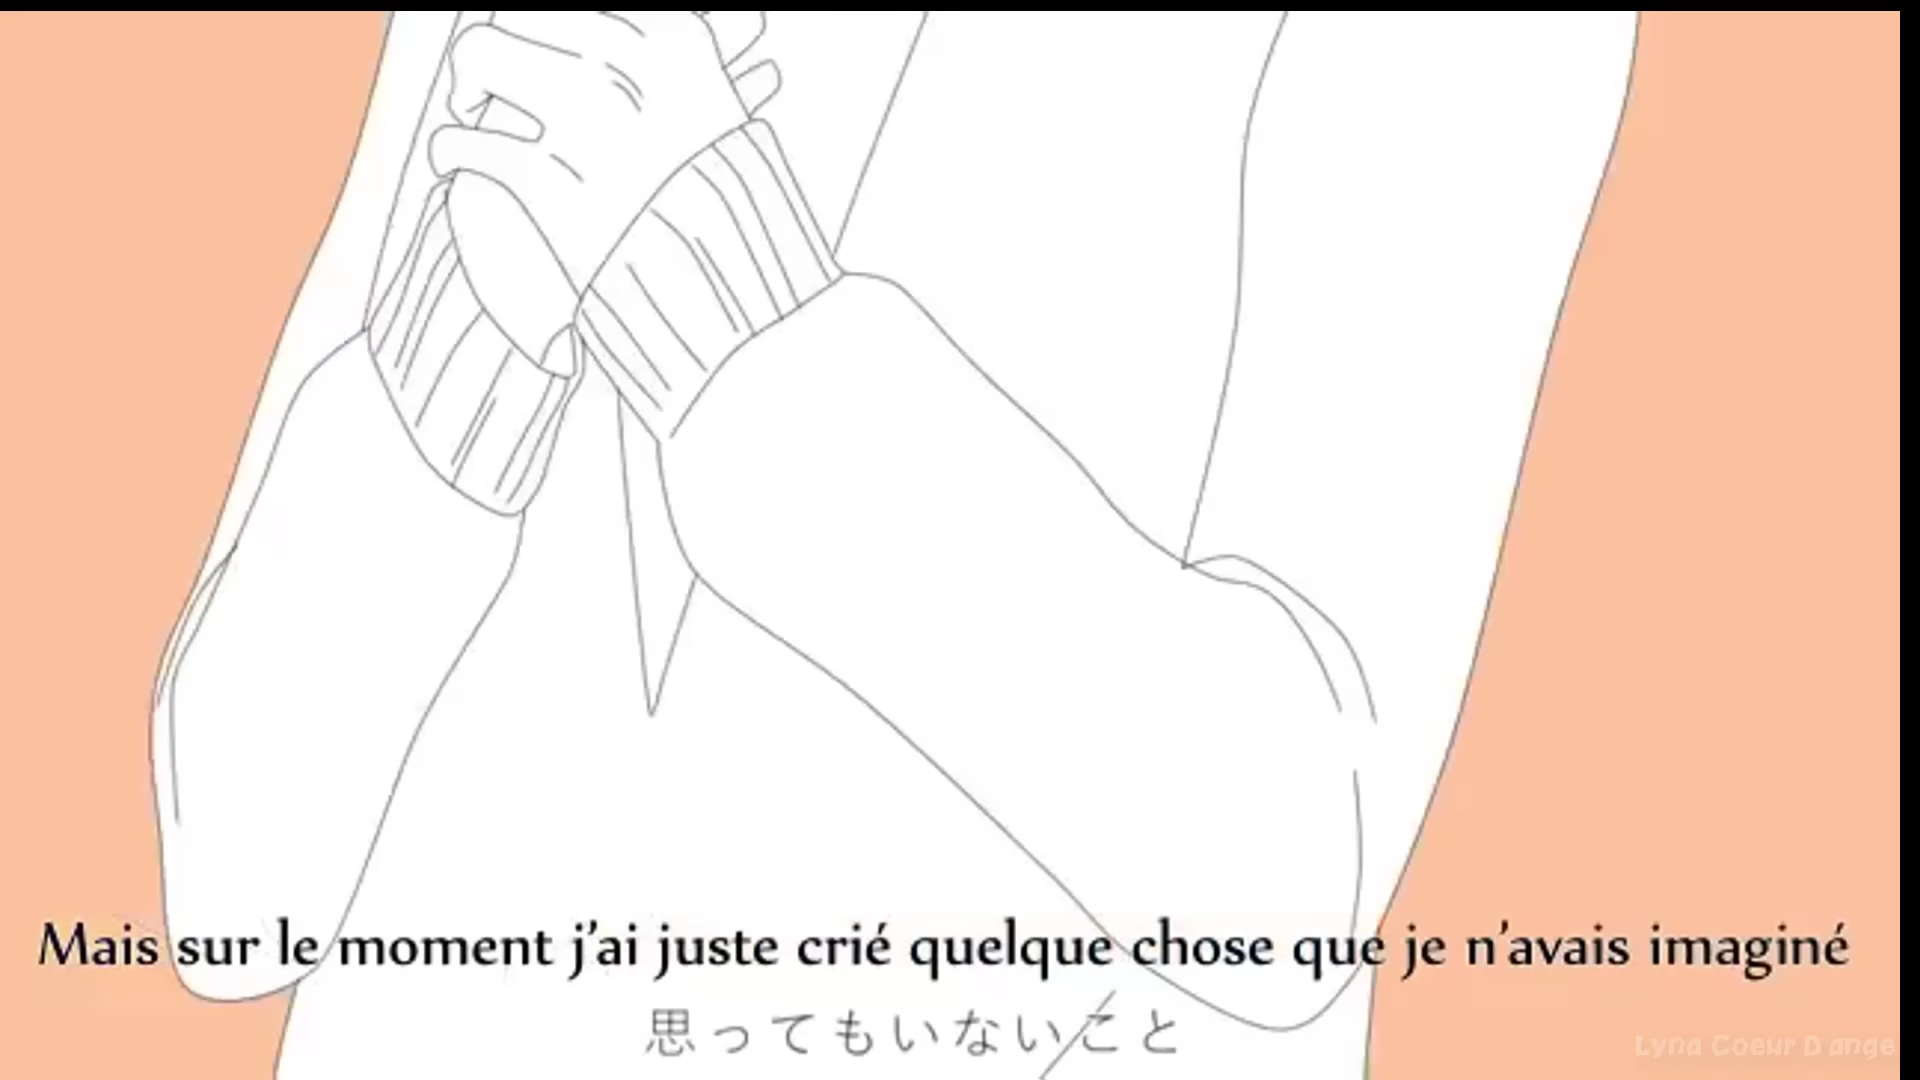 Mais sur le moment j'ai juste crié quelque chose que je n'avais imaginé
思ってもいないこと
Lyna Coeur D ange